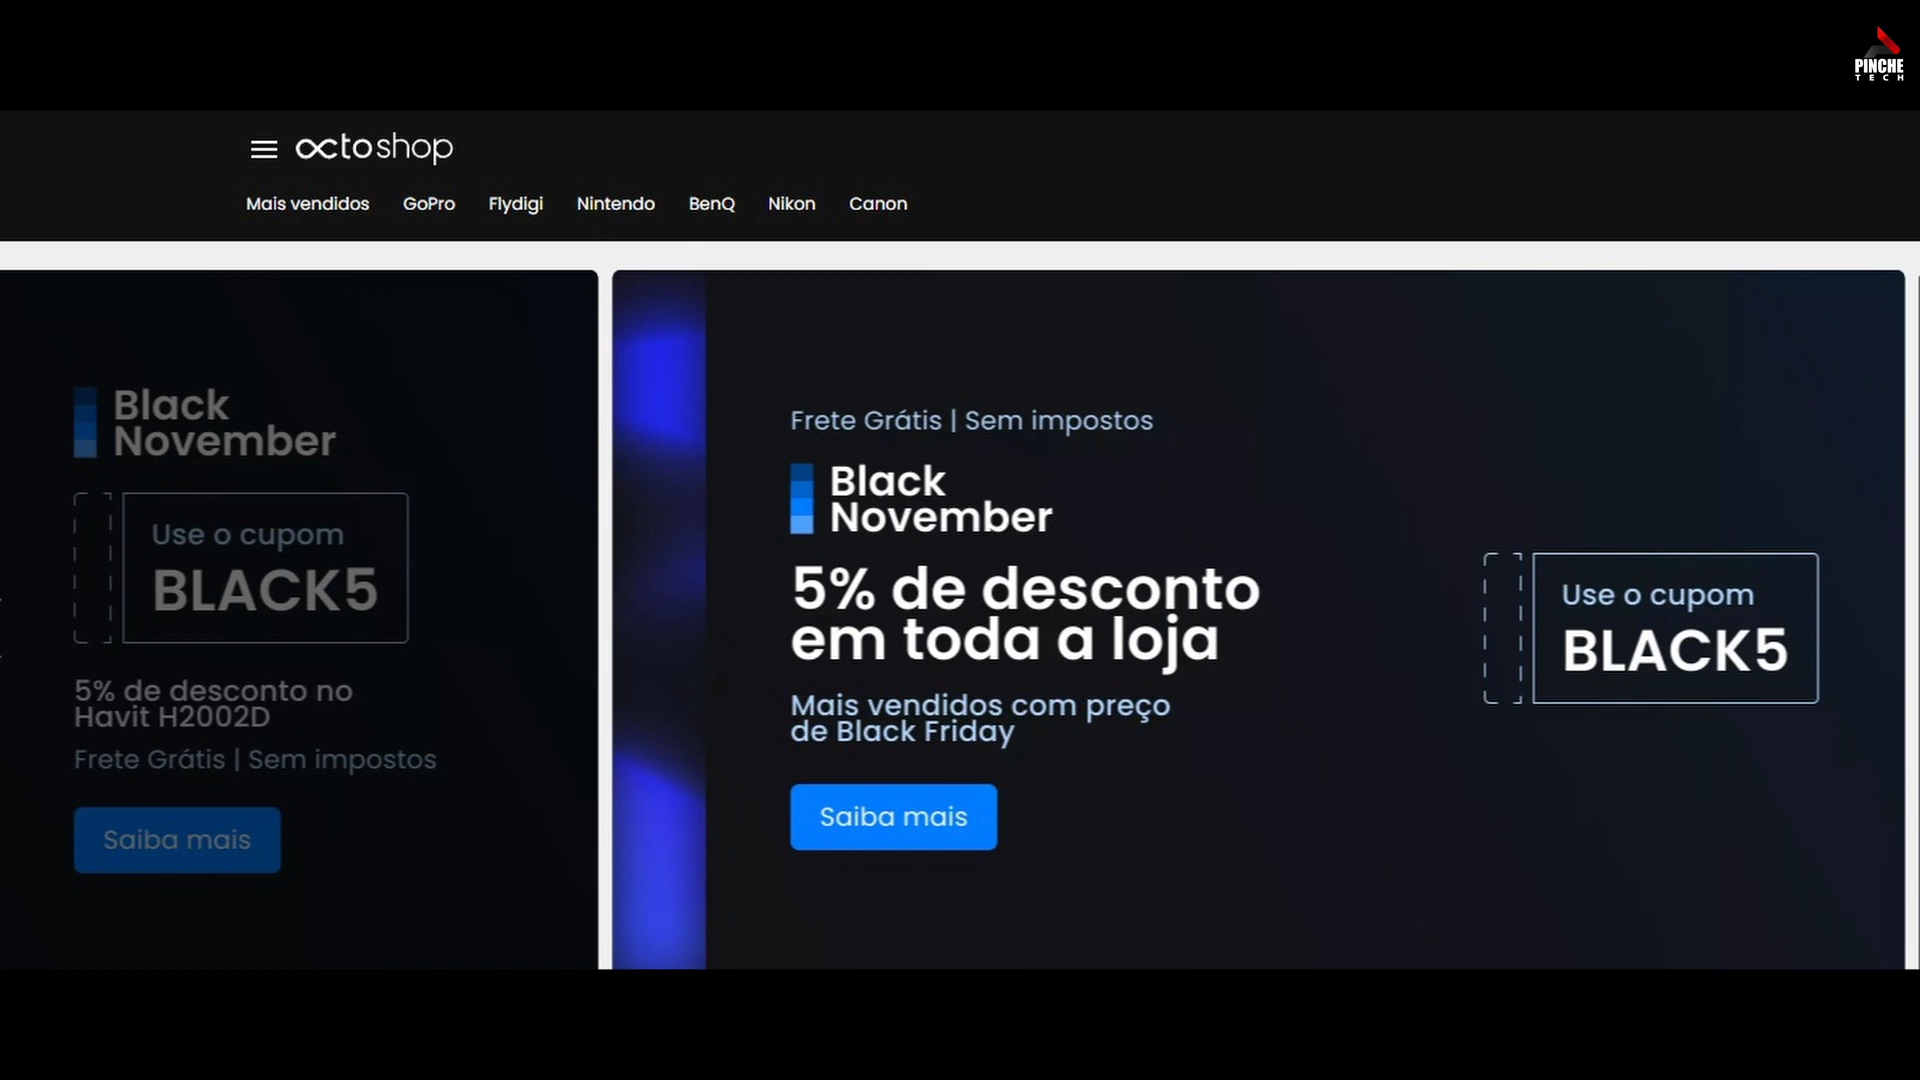 PINCHE
TECH
octoshop
Mais vendidos GoPro Flydigi Nintendo BenQ Nikon Canon
Black
November
Use o cupom
BLACK5
5% de desconto no
Havit H2002D
Frete Grátis | Sem impostos
Saiba mais
Frete Grátis | Sem impostos
Black
November
5% de desconto
em toda a loja
Mais vendidos com preço
de Black Friday
Saiba mais
Use o cupom
BLACK5